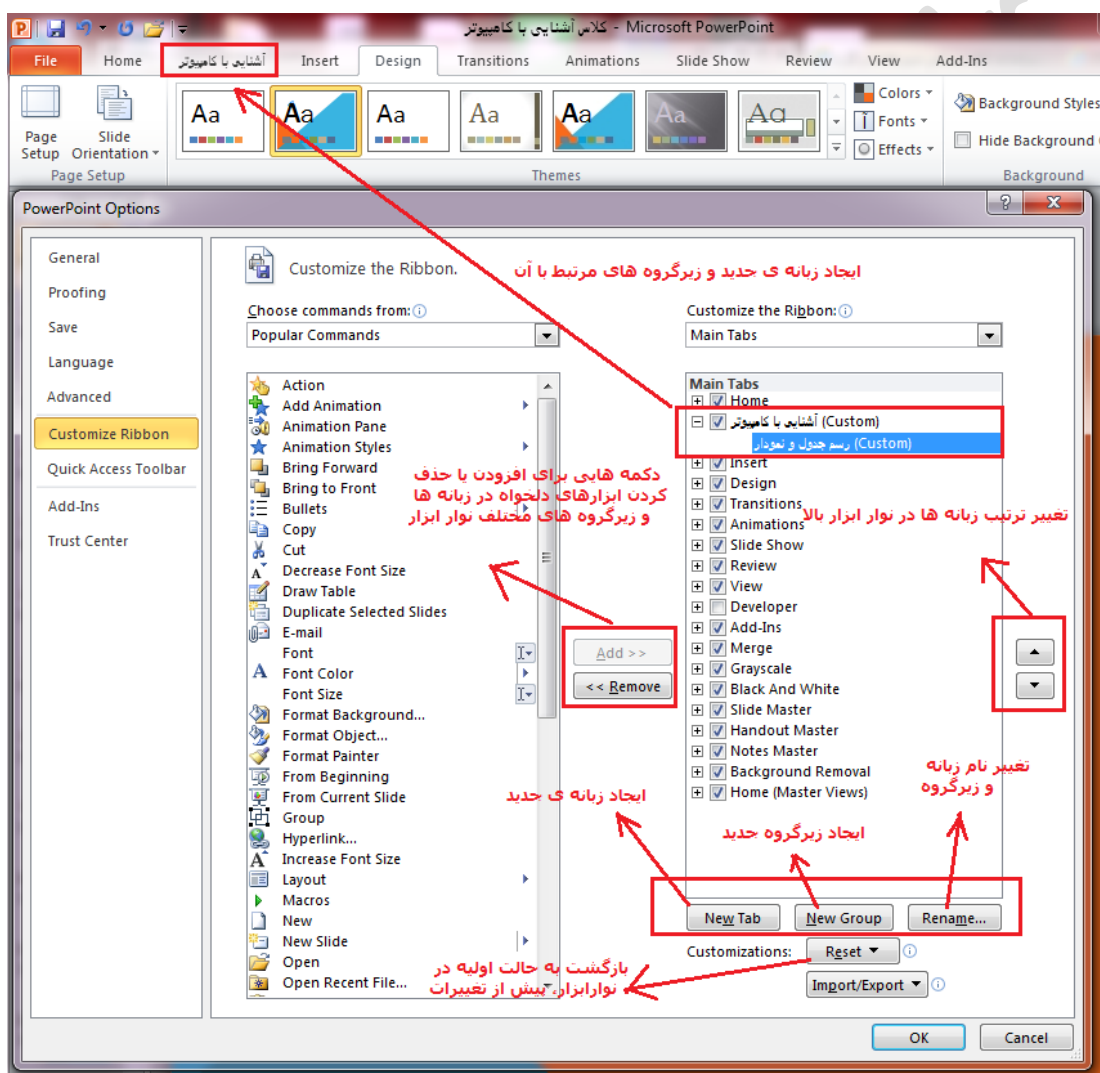 کلاس آشنایی با کامپیوتر - Microsoft PowerPoint
File Home آشنایی با کامپیوتر Insert Design Transitions Animations Slide Show Review View Add-Ins
Aa Aa Aa Aa Aa Aa Aa
Colors
Fonts
Effects
Background Styles
Hide Background
Page Setup
Slide Orientation
Page Setup Themes Background
PowerPoint Options
General
Proofing
Save
Language
Advanced
Customize Ribbon
Quick Access Toolbar
Add-Ins
Trust Center
Customize the Ribbon.
ایجاد زبانه ی جدید و زیرگروه های مرتبط با آن
Choose commands from:
Popular Commands
Action
Add Animation
Animation Pane
Animation Styles
Bring Forward
Bring to Front
Bullets
Copy
Cut
Decrease Font Size
Draw Table
Duplicate Selected Slides
E-mail
Font
Font Color
Font Size
Format Background...
Format Object...
Format Painter
From Beginning
From Current Slide
Group
Hyperlink...
Increase Font Size
Layout
Macros
New
New Slide
Open
Open Recent File...
دکمه هایی برای افزودن یا حذف
کردن ابزارهای دلخواه در زبانه ها
و زیرگروه های مختلف نوار ابزار
Add >>
<< Remove
Customize the Ribbon:
Main Tabs
Main Tabs
Home
آشنایی با کامپیوتر (Custom)
رسم جدول و نمودار (Custom)
Insert
Design
Transitions
Animations
Slide Show
Review
View
Developer
Add-Ins
Merge
Grayscale
Black And White
Slide Master
Handout Master
Notes Master
Background Removal
Home (Master Views)
تغییر ترتیب زبانه ها در نوار ابزار بالا
تغییر نام زبانه
و زیرگروه
ایجاد زبانه ی جدید
ایجاد زیرگروه جدید
New Tab New Group Rename...
Customizations: Reset
Import/Export
بازگشت به حالت اولیه در
نوارابزار، پیش از تغییرات
OK Cancel